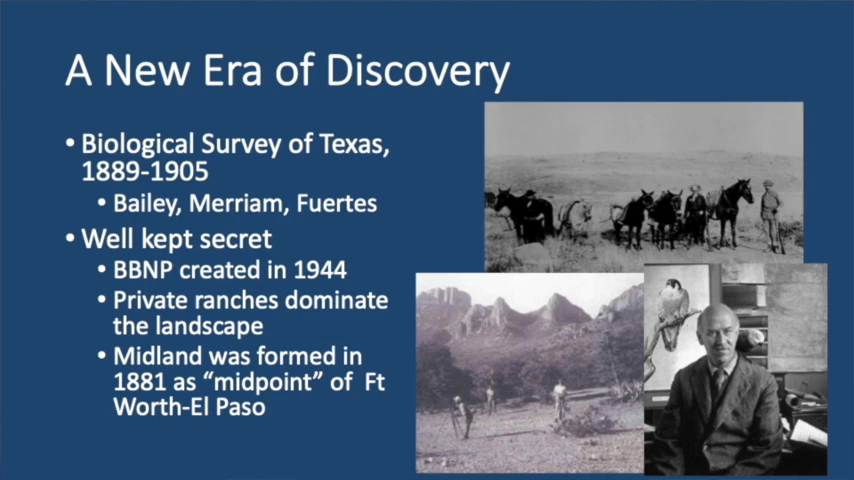 A New Era of Discovery
• Biological Survey of Texas,
1889-1905
• Bailey, Merriam, Fuertes
• Well kept secret
• BBNP created in 1944
• Private ranches dominate
the landscape
• Midland was formed in
1881 as “midpoint” of Ft
Worth-El Paso